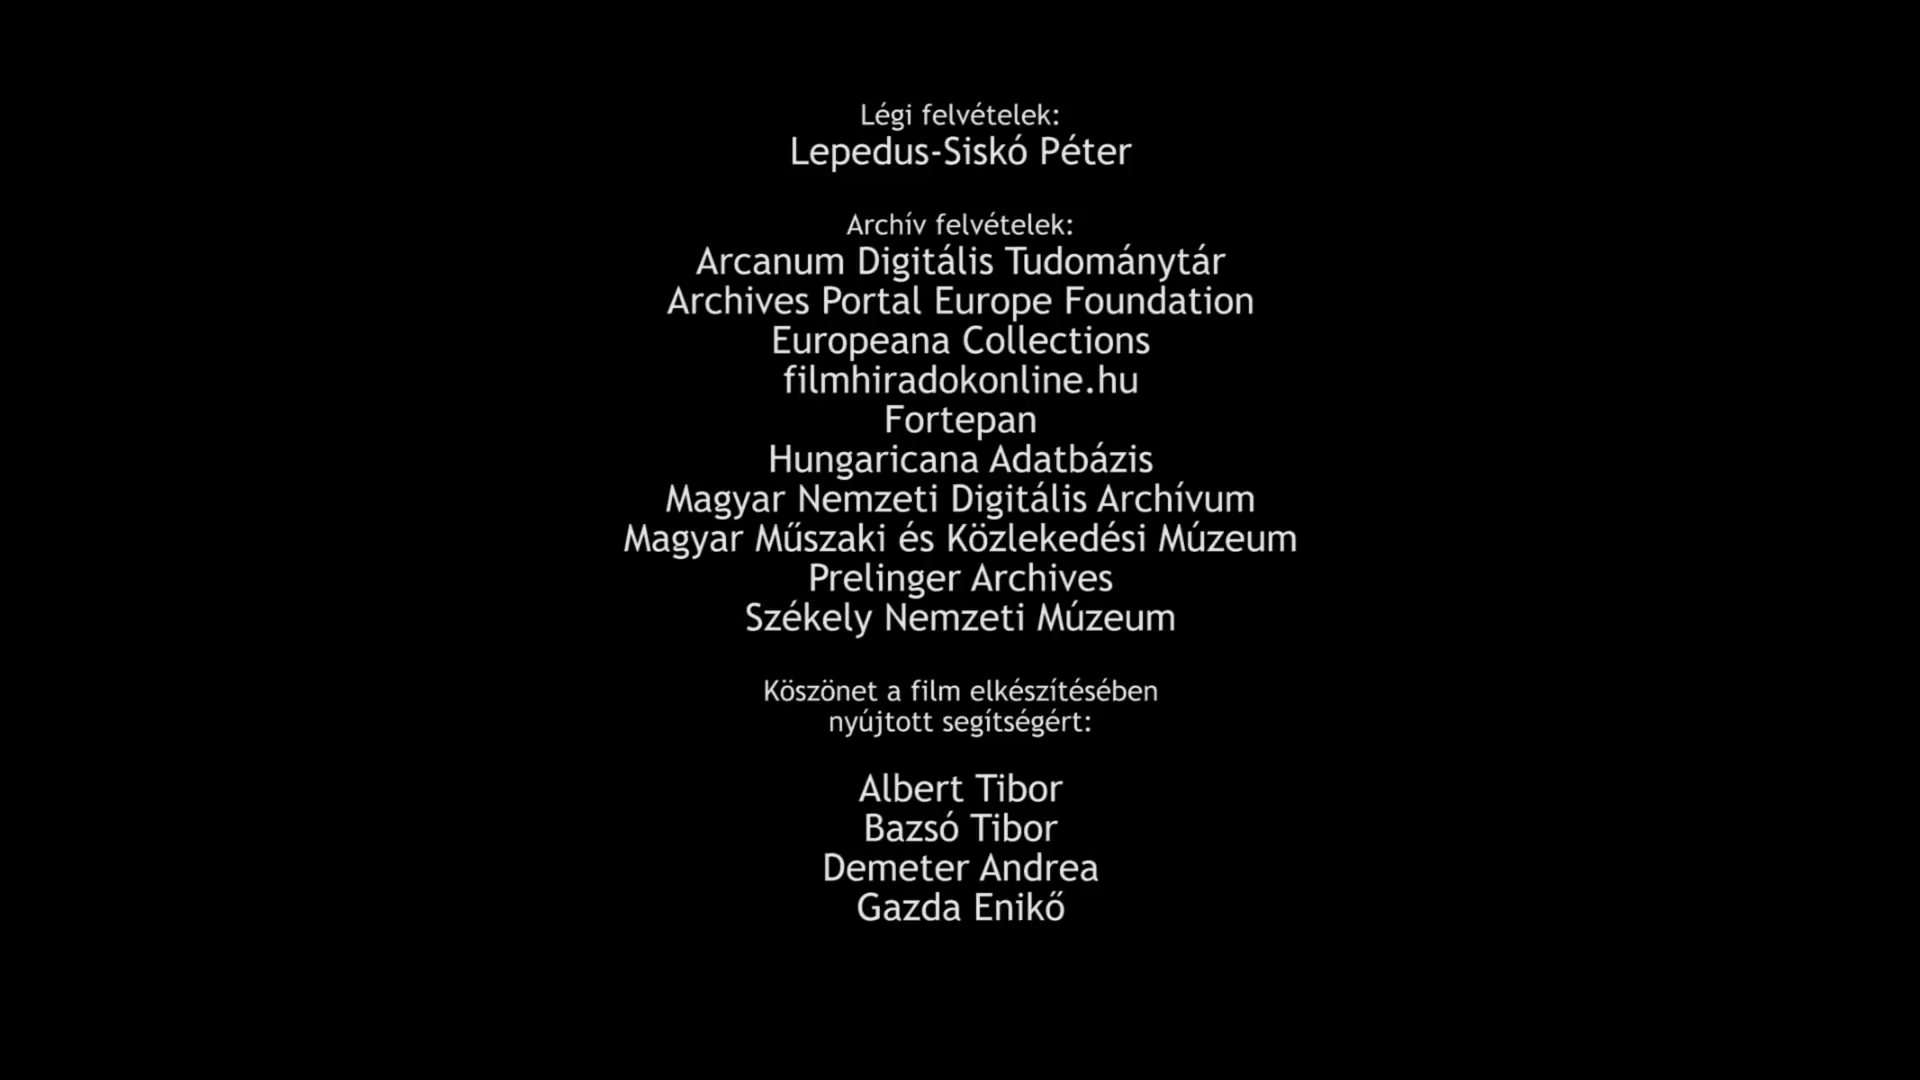 Légi felvételek:
Lepedus-Siskó Péter
Archív felvételek:
Arcanum Digitális Tudománytár
Archives Portal Europe Foundation
Europeana Collections
filmhiradokonline.hu
Fortepan
Hungaricana Adatbázis
Magyar Nemzeti Digitális Archívum
Magyar Műszaki és Közlekedési Múzeum
Prelinger Archives
Székely Nemzeti Múzeum
Köszönet a film elkészítésében
nyújtott segítségért:
Albert Tibor
Bazsó Tibor
Demeter Andrea
Gazda Enikő